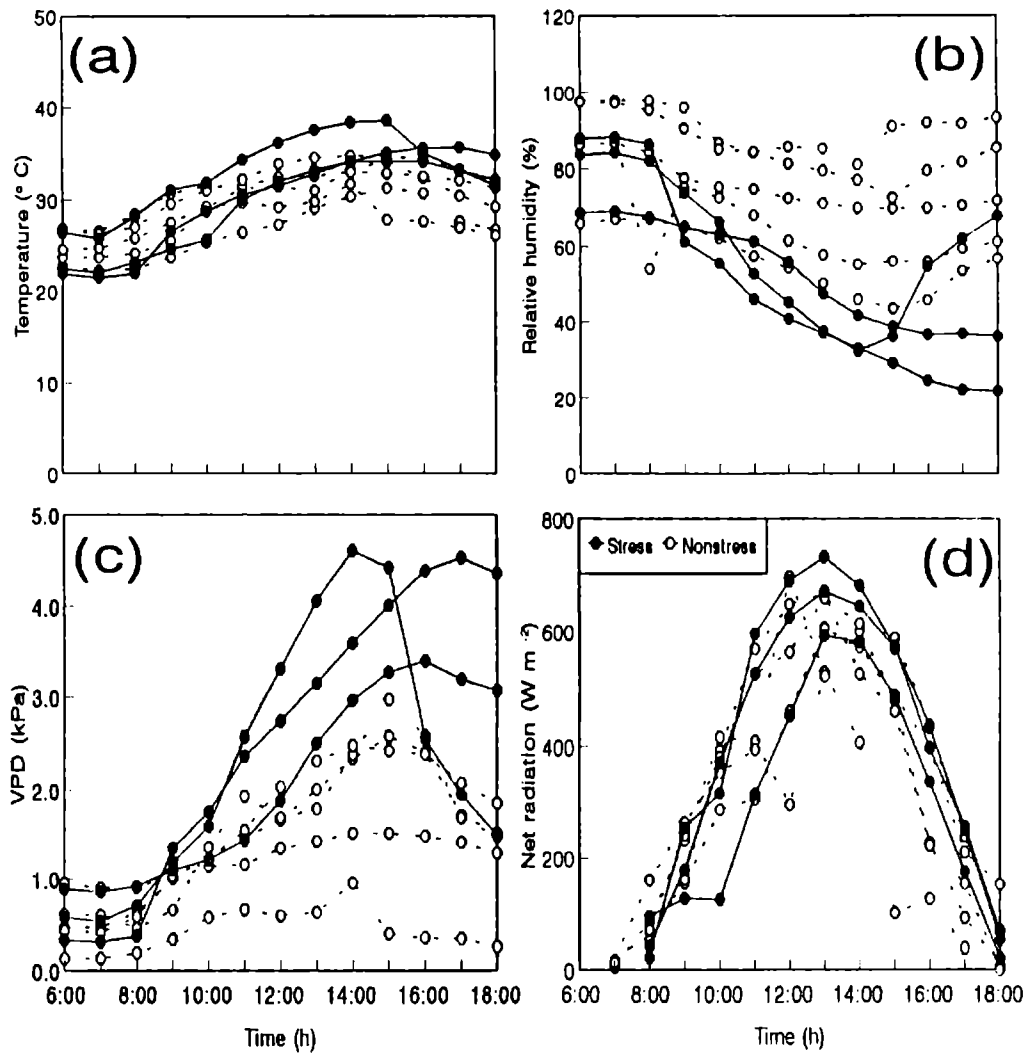 (a)
50
40
30
20
10
0
Temperature (° C)
(b)
120
100
80
60
40
20
0
Relative humidity (%)
(c)
5.0
4.0
3.0
2.0
1.0
0.0
VPD (kPa)
6:00 8:00 10:00 12:00 14:00 16:00 18:00
Time (h)
(d)
Stress Nonstress
800
600
400
200
0
Net radiation (W m -2)
6:00 8:00 10:00 12:00 14:00 16:00 18:00
Time (h)